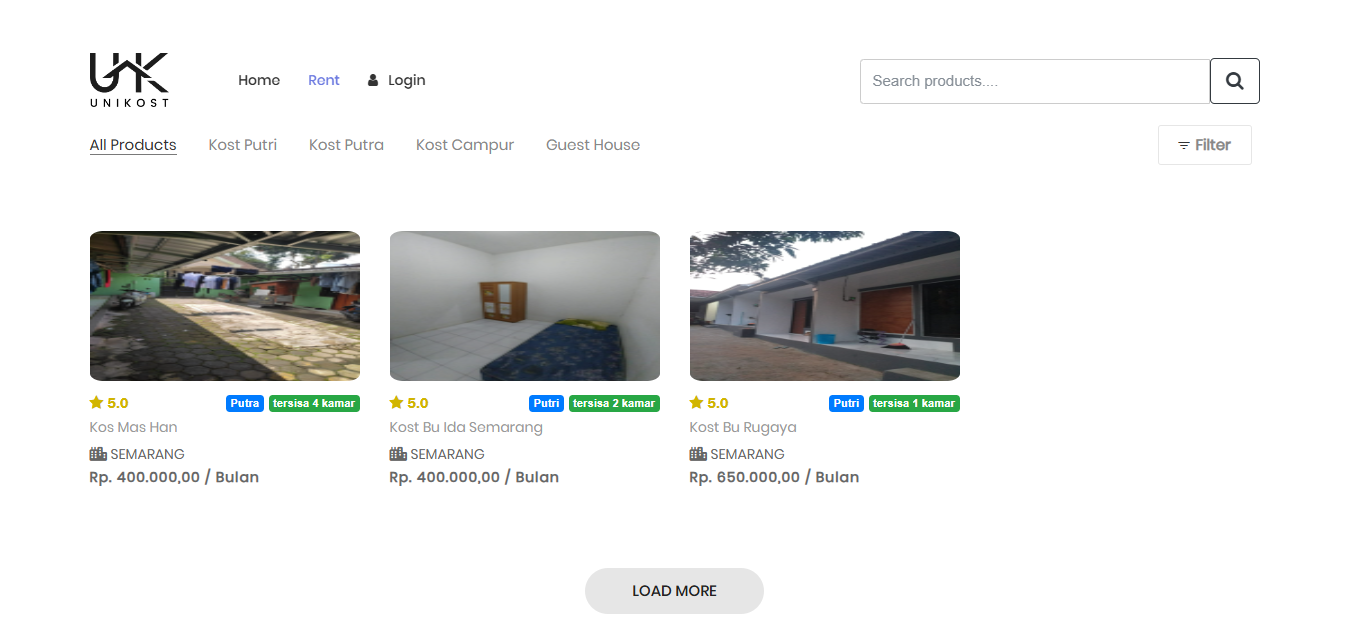 UNIKOST
Home Rent Login
Search products....
All Products Kost Putri Kost Putra Kost Campur Guest House
Filter
5.0 Putra tersisa 4 kamar
Kos Mas Han
SEMARANG
Rp. 400.000,00 / Bulan
5.0 Putri tersisa 2 kamar
Kost Bu Ida Semarang
SEMARANG
Rp. 400.000,00 / Bulan
5.0 Putri tersisa 1 kamar
Kost Bu Rugaya
SEMARANG
Rp. 650.000,00 / Bulan
LOAD MORE